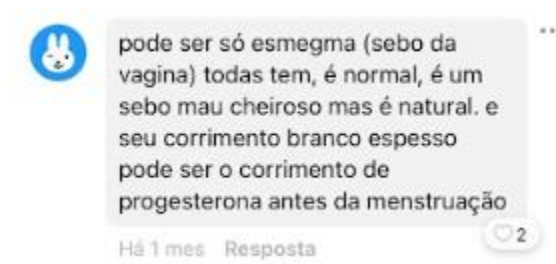 pode ser só esmegma (sebo da
vagina) todas tem, é normal, é um
sebo mau cheiroso mas é natural. e
seu corrimento branco espesso
pode ser o corrimento de
progesterona antes da menstruação
2
Há 1 mes Resposta